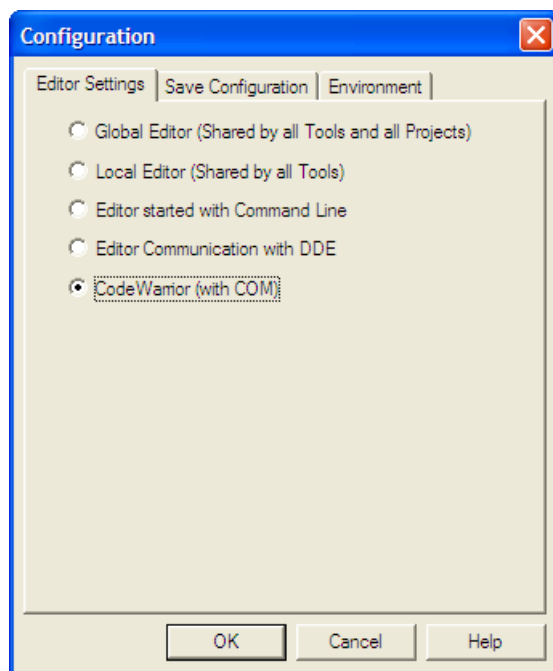 Configuration
Editor Settings Save Configuration Environment
Global Editor (Shared by all Tools and all Projects)
Local Editor (Shared by all Tools)
Editor started with Command Line
Editor Communication with DDE
CodeWarrior (with COM)
OK Cancel Help